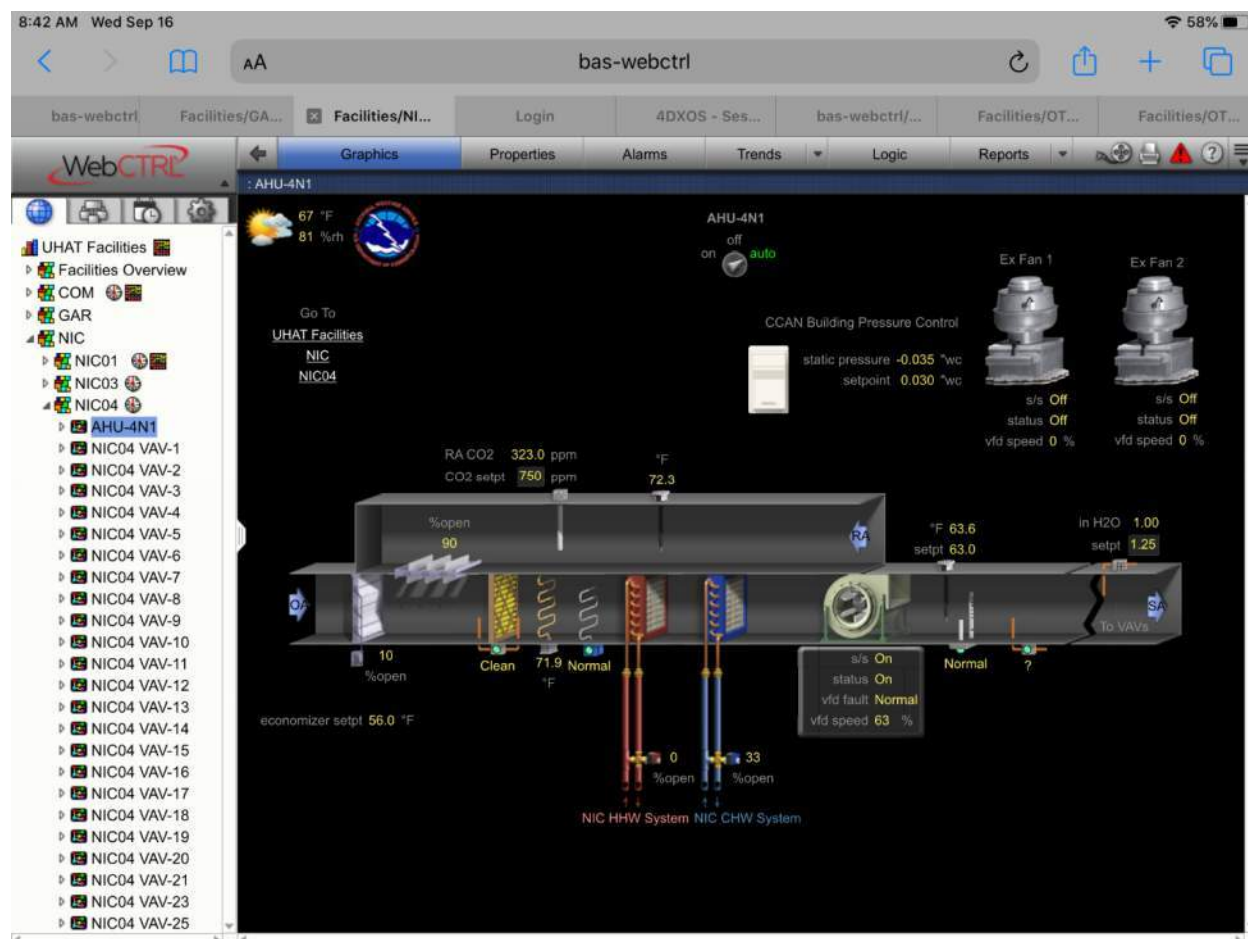 8:42 AM Wed Sep 16
58%
AA
bas-webctrl
bas-webctrl
Facilities/GA...
Facilities/NI...
Login
4DXOS - Ses...
bas-webctrl/...
Facilities/OT...
Facilities/OT...
WebCTRL
Graphics
Properties
Alarms
Trends
Logic
Reports
: AHU-4N1
UHAT Facilities
Facilities Overview
COM
GAR
NIC
NIC01
NIC03
NIC04
AHU-4N1
NIC04 VAV-1
NIC04 VAV-2
NIC04 VAV-3
NIC04 VAV-4
NIC04 VAV-5
NIC04 VAV-6
NIC04 VAV-7
NIC04 VAV-8
NIC04 VAV-9
NIC04 VAV-10
NIC04 VAV-11
NIC04 VAV-12
NIC04 VAV-13
NIC04 VAV-14
NIC04 VAV-15
NIC04 VAV-16
NIC04 VAV-17
NIC04 VAV-18
NIC04 VAV-19
NIC04 VAV-20
NIC04 VAV-21
NIC04 VAV-23
NIC04 VAV-25
67 °F
81 %rh
AHU-4N1
off
on
auto
Go To
UHAT Facilities
NIC
NIC04
CCAN Building Pressure Control
static pressure -0.035 "wc
setpoint 0.030 "wc
Ex Fan 1
s/s Off
status Off
vfd speed 0 %
Ex Fan 2
s/s Off
status Off
vfd speed 0 %
RA CO2 323.0 ppm
CO2 setpt 750 ppm
°F
72.3
%open
90
RA
°F 63.6
setpt 63.0
in H2O 1.00
setpt 1.25
OA
SA
To VAVs
10
%open
Clean
71.9
°F
Normal
s/s On
status On
vfd fault Normal
vfd speed 63 %
Normal
?
economizer setpt 56.0 °F
0
%open
33
%open
NIC HHW System
NIC CHW System